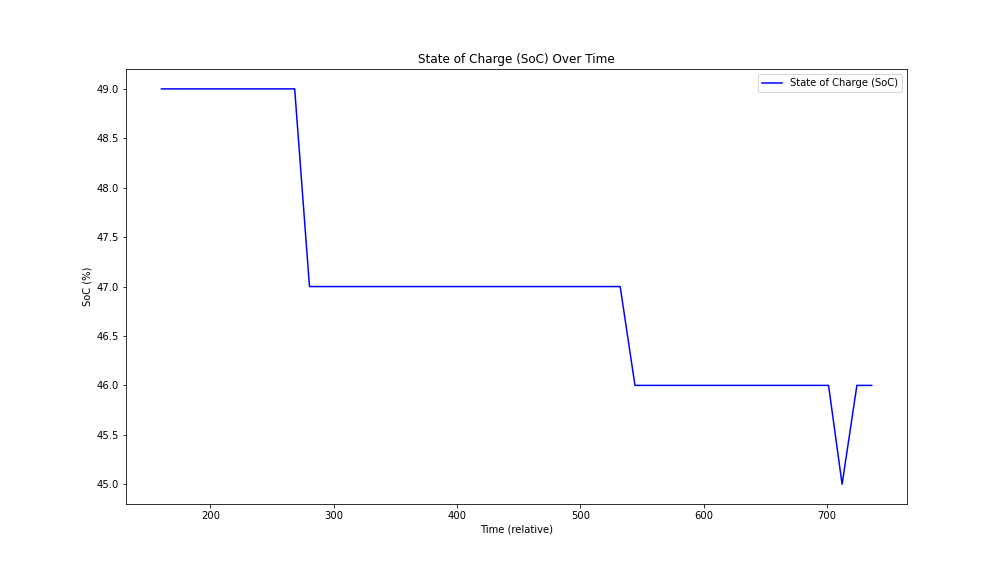 State of Charge (SoC) Over Time
State of Charge (SoC)
49.0
48.5
48.0
47.5
47.0
46.5
46.0
45.5
45.0
SoC (%)
200 300 400 500 600 700
Time (relative)